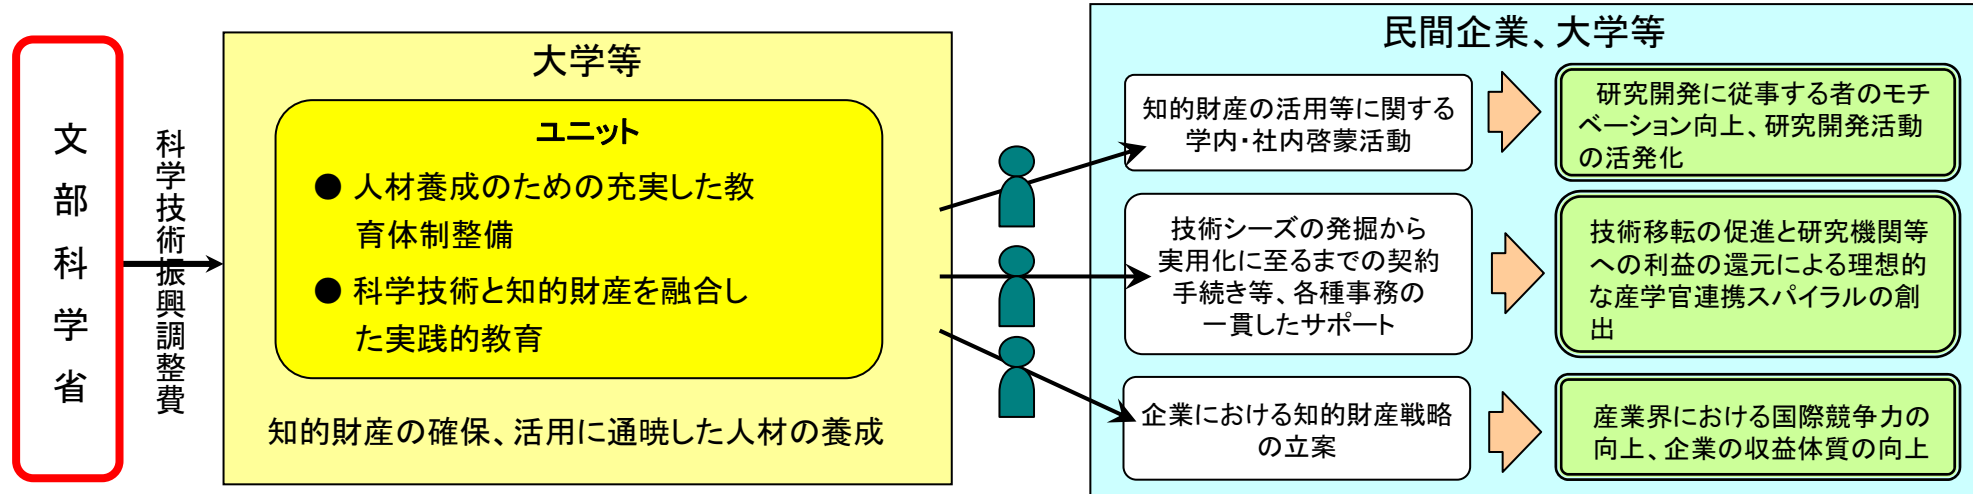 文部科学省
科学技術振興調整費
大学等
ユニット
● 人材養成のための充実した教
育体制整備
● 科学技術と知的財産を融合し
た実践的教育
知的財産の確保、活用に通暁した人材の養成
民間企業、大学等
知的財産の活用等に関する
学内・社内啓蒙活動
研究開発に従事する者のモチ
ベーション向上、研究開発活動
の活発化
技術シーズの発掘から
実用化に至るまでの契約
手続き等、各種事務の
一貫したサポート
技術移転の促進と研究機関等
への利益の還元による理想的
な産学官連携スパイラルの創
出
企業における知的財産戦略
の立案
産業界における国際競争力の
向上、企業の収益体質の向上